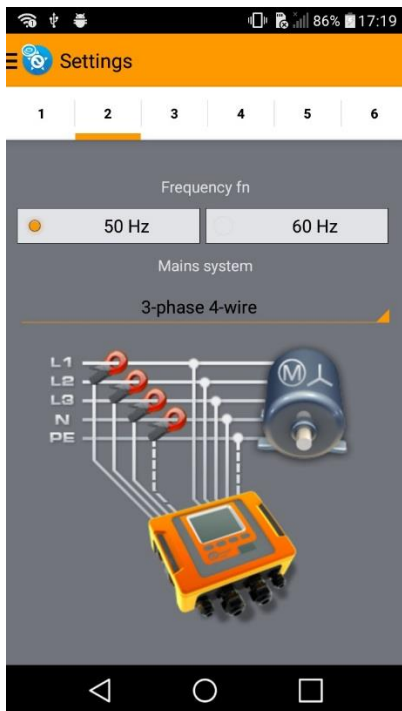 86% 17:19
Settings
1 2 3 4 5 6
Frequency fn
50 Hz 60 Hz
Mains system
3-phase 4-wire
L1
L2
L3
N
PE
M